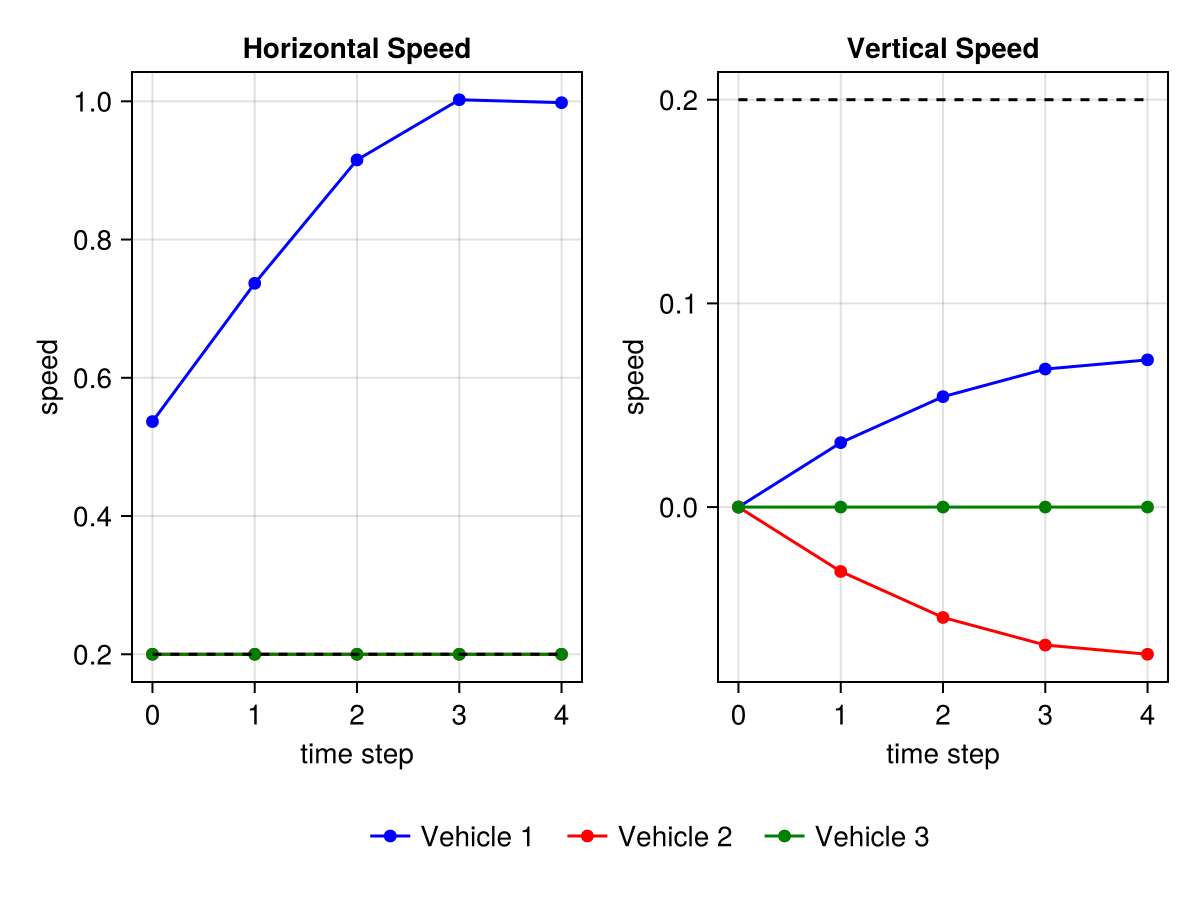 Horizontal Speed
Vertical Speed
speed
1.0
0.8
0.6
0.4
0.2
0 1 2 3 4
time step
speed
0.2
0.1
0.0
0 1 2 3 4
time step
Vehicle 1 Vehicle 2 Vehicle 3